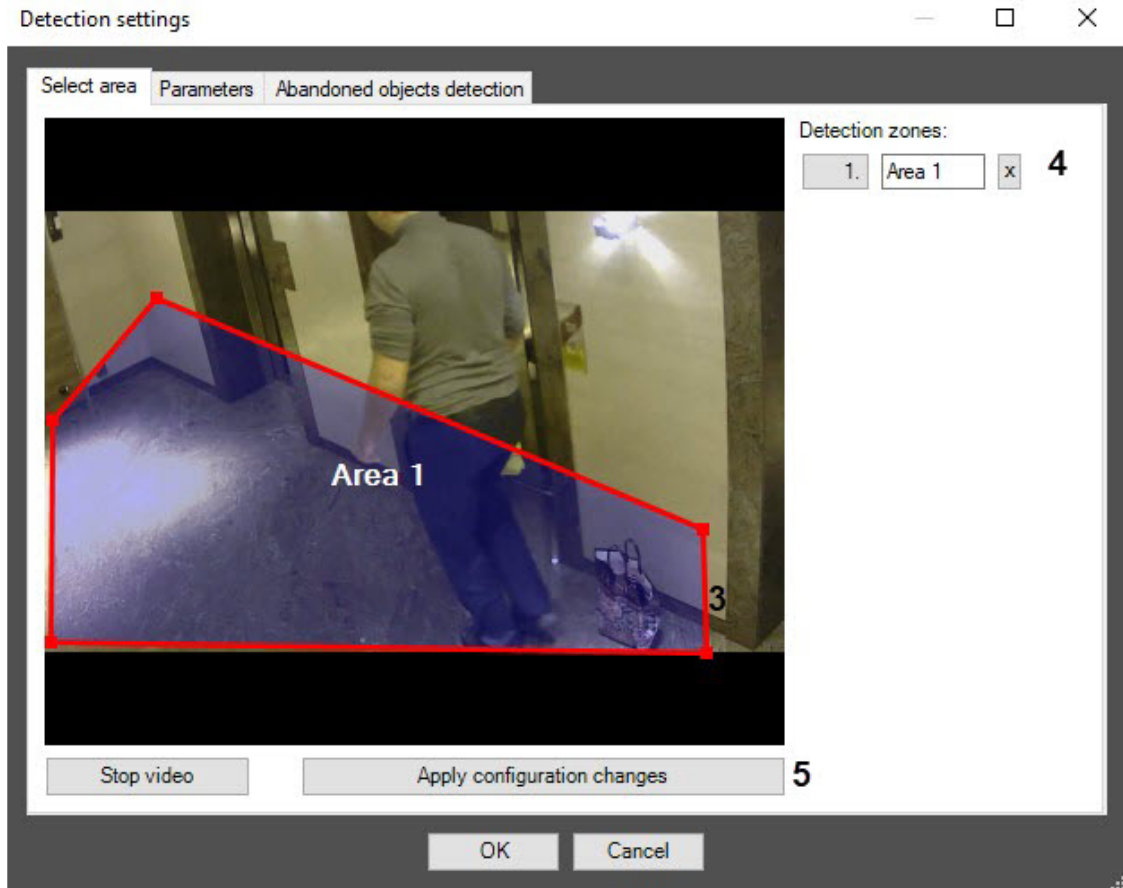 Detection settings
Select area Parameters Abandoned objects detection
Detection zones:
1. Area 1 x 4
Area 1
3
Stop video Apply configuration changes 5
OK Cancel